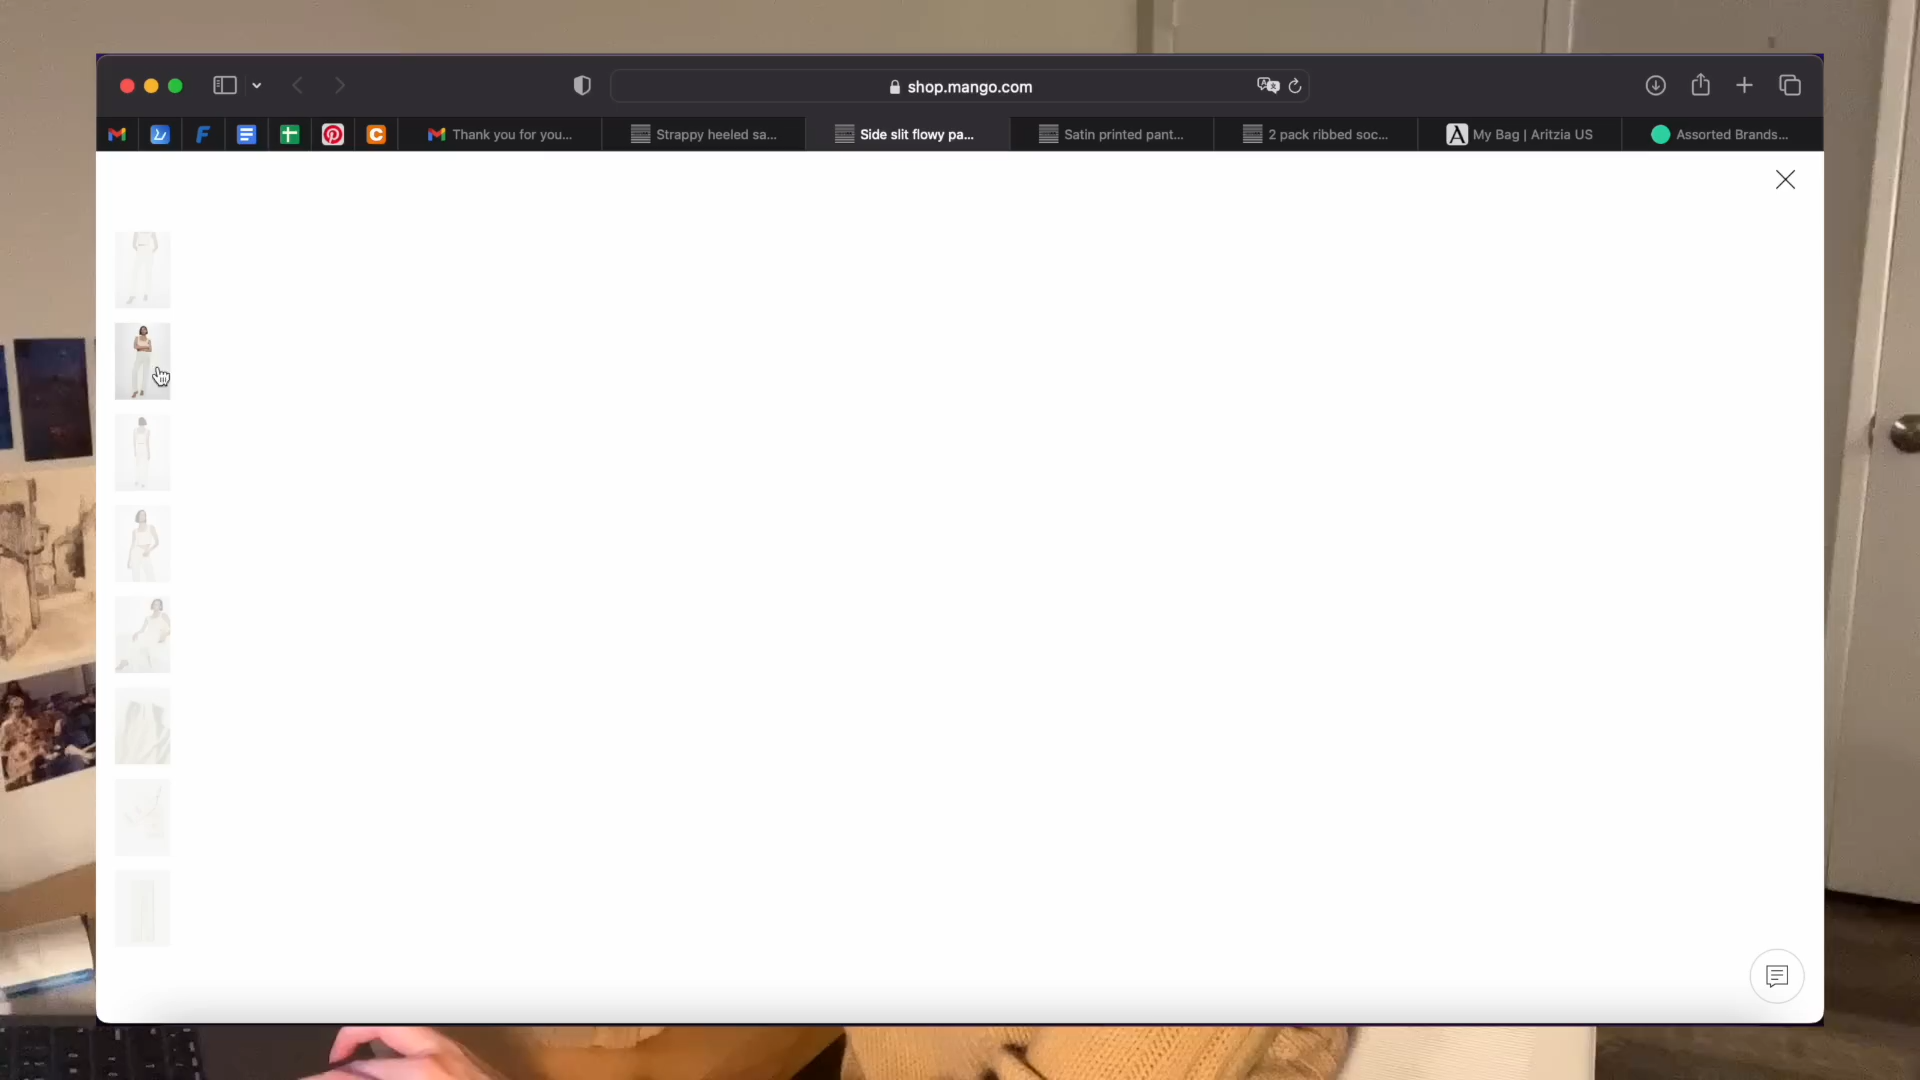 shop.mango.com
Thank you for you...
Strappy heeled sa...
Side slit flowy pa...
Satin printed pant...
2 pack ribbed soc...
A My Bag | Aritzia US
Assorted Brands...